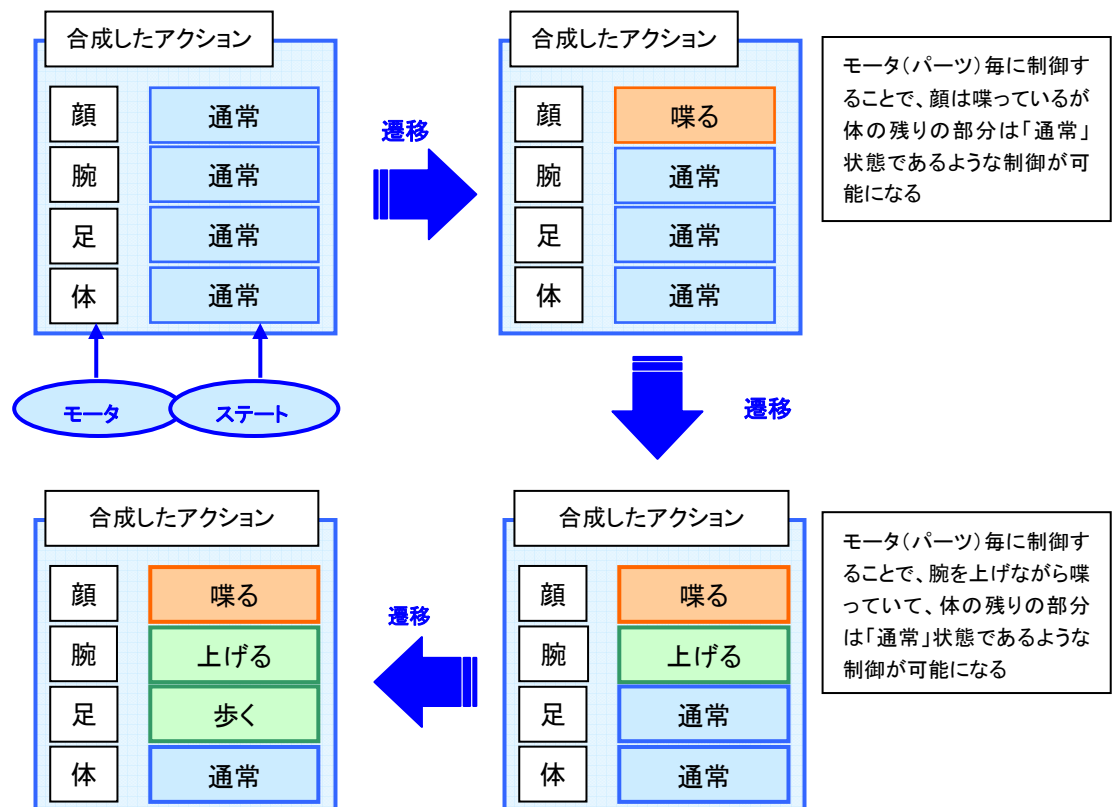 合成したアクション
顔
通常
腕
通常
足
通常
体
通常
モータ
ステート
遷移
合成したアクション
顔
喋る
腕
通常
足
通常
体
通常
モータ(パーツ)毎に制御す
ることで、顔は喋っているが
体の残りの部分は「通常」
状態であるような制御が可
能になる
遷移
合成したアクション
顔
喋る
腕
上げる
足
通常
体
通常
モータ(パーツ)毎に制御す
ることで、腕を上げながら喋
っていて、体の残りの部分
は「通常」状態であるような
制御が可能になる
遷移
合成したアクション
顔
喋る
腕
上げる
足
歩く
体
通常